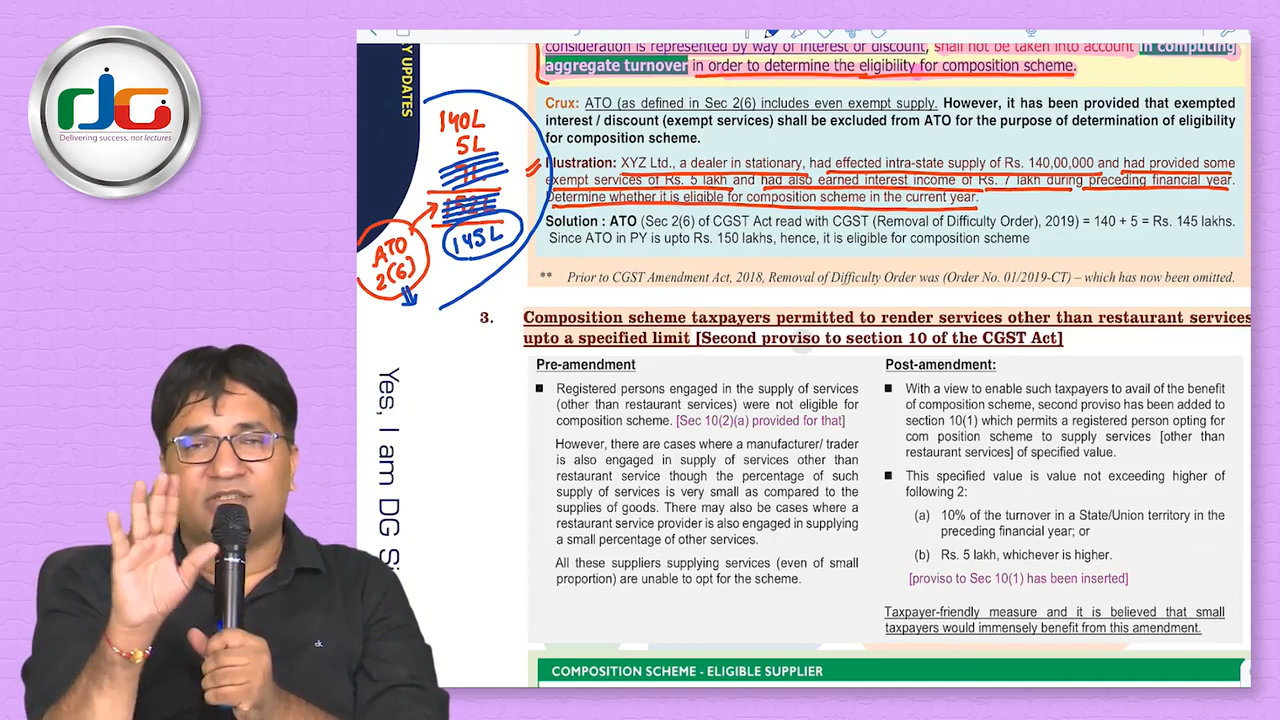 DJG
Delivering success, not lectures
Y UPDATES
consideration is represented by way of interest or discount, shall not be taken into account in computing
aggregate turnover in order to determine the eligibility for composition scheme.
140L
5L
7L
152L
145L
ATO
2(6)
Crux: ATO (as defined in Sec 2(6) includes even exempt supply. However, it has been provided that exempted
interest / discount (exempt services) shall be excluded from ATO for the purpose of determination of eligibility
for composition scheme.
Illustration: XYZ Ltd., a dealer in stationary, had effected intra-state supply of Rs. 140,00,000 and had provided some
exempt services of Rs. 5 lakh and had also earned interest income of Rs. 7 lakh during preceding financial year.
Determine whether it is eligible for composition scheme in the current year.
Solution : ATO (Sec 2(6) of CGST Act read with CGST (Removal of Difficulty Order), 2019) = 140 + 5 = Rs. 145 lakhs.
Since ATO in PY is upto Rs. 150 lakhs, hence, it is eligible for composition scheme
** Prior to CGST Amendment Act, 2018, Removal of Difficulty Order was (Order No. 01/2019-CT) – which has now been omitted.
3. Composition scheme taxpayers permitted to render services other than restaurant services
upto a specified limit [Second proviso to section 10 of the CGST Act]
Yes, I am DG Si
Pre-amendment
■ Registered persons engaged in the supply of services
(other than restaurant services) were not eligible for
composition scheme. [Sec 10(2)(a) provided for that]
However, there are cases where a manufacturer/ trader
is also engaged in supply of services other than
restaurant service though the percentage of such
supply of services is very small as compared to the
supplies of goods. There may also be cases where a
restaurant service provider is also engaged in supplying
a small percentage of other services.
All these suppliers supplying services (even of small
proportion) are unable to opt for the scheme.
Post-amendment:
■ With a view to enable such taxpayers to avail of the benefit
of composition scheme, second proviso has been added to
section 10(1) which permits a registered person opting for
com position scheme to supply services [other than
restaurant services] of specified value.
■ This specified value is value not exceeding higher of
following 2:
(a) 10% of the turnover in a State/Union territory in the
preceding financial year; or
(b) Rs. 5 lakh, whichever is higher.
[proviso to Sec 10(1) has been inserted]
Taxpayer-friendly measure and it is believed that small
taxpayers would immensely benefit from this amendment.
COMPOSITION SCHEME - ELIGIBLE SUPPLIER
ck